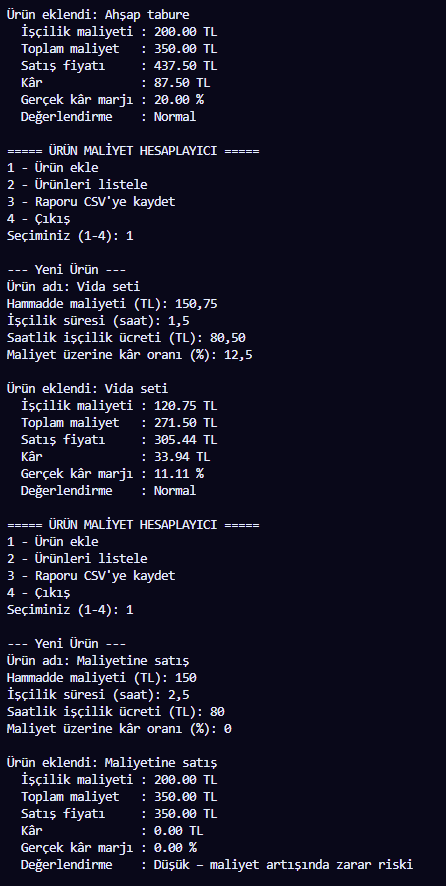 Ürün eklendi: Ahşap tabure
  İşçilik maliyeti : 200.00 TL
  Toplam maliyet   : 350.00 TL
  Satış fiyatı     : 437.50 TL
  Kâr              : 87.50 TL
  Gerçek kâr marjı : 20.00 %
  Değerlendirme    : Normal

===== ÜRÜN MALİYET HESAPLAYICI =====
1 - Ürün ekle
2 - Ürünleri listele
3 - Raporu CSV'ye kaydet
4 - Çıkış
Seçiminiz (1-4): 1

--- Yeni Ürün ---
Ürün adı: Vida seti
Hammadde maliyeti (TL): 150,75
İşçilik süresi (saat): 1,5
Saatlik işçilik ücreti (TL): 80,50
Maliyet üzerine kâr oranı (%): 12,5

Ürün eklendi: Vida seti
  İşçilik maliyeti : 120.75 TL
  Toplam maliyet   : 271.50 TL
  Satış fiyatı     : 305.44 TL
  Kâr              : 33.94 TL
  Gerçek kâr marjı : 11.11 %
  Değerlendirme    : Normal

===== ÜRÜN MALİYET HESAPLAYICI =====
1 - Ürün ekle
2 - Ürünleri listele
3 - Raporu CSV'ye kaydet
4 - Çıkış
Seçiminiz (1-4): 1

--- Yeni Ürün ---
Ürün adı: Maliyetine satış
Hammadde maliyeti (TL): 150
İşçilik süresi (saat): 2,5
Saatlik işçilik ücreti (TL): 80
Maliyet üzerine kâr oranı (%): 0

Ürün eklendi: Maliyetine satış
  İşçilik maliyeti : 200.00 TL
  Toplam maliyet   : 350.00 TL
  Satış fiyatı     : 350.00 TL
  Kâr              : 0.00 TL
  Gerçek kâr marjı : 0.00 %
  Değerlendirme    : Düşük – maliyet artışında zarar riski